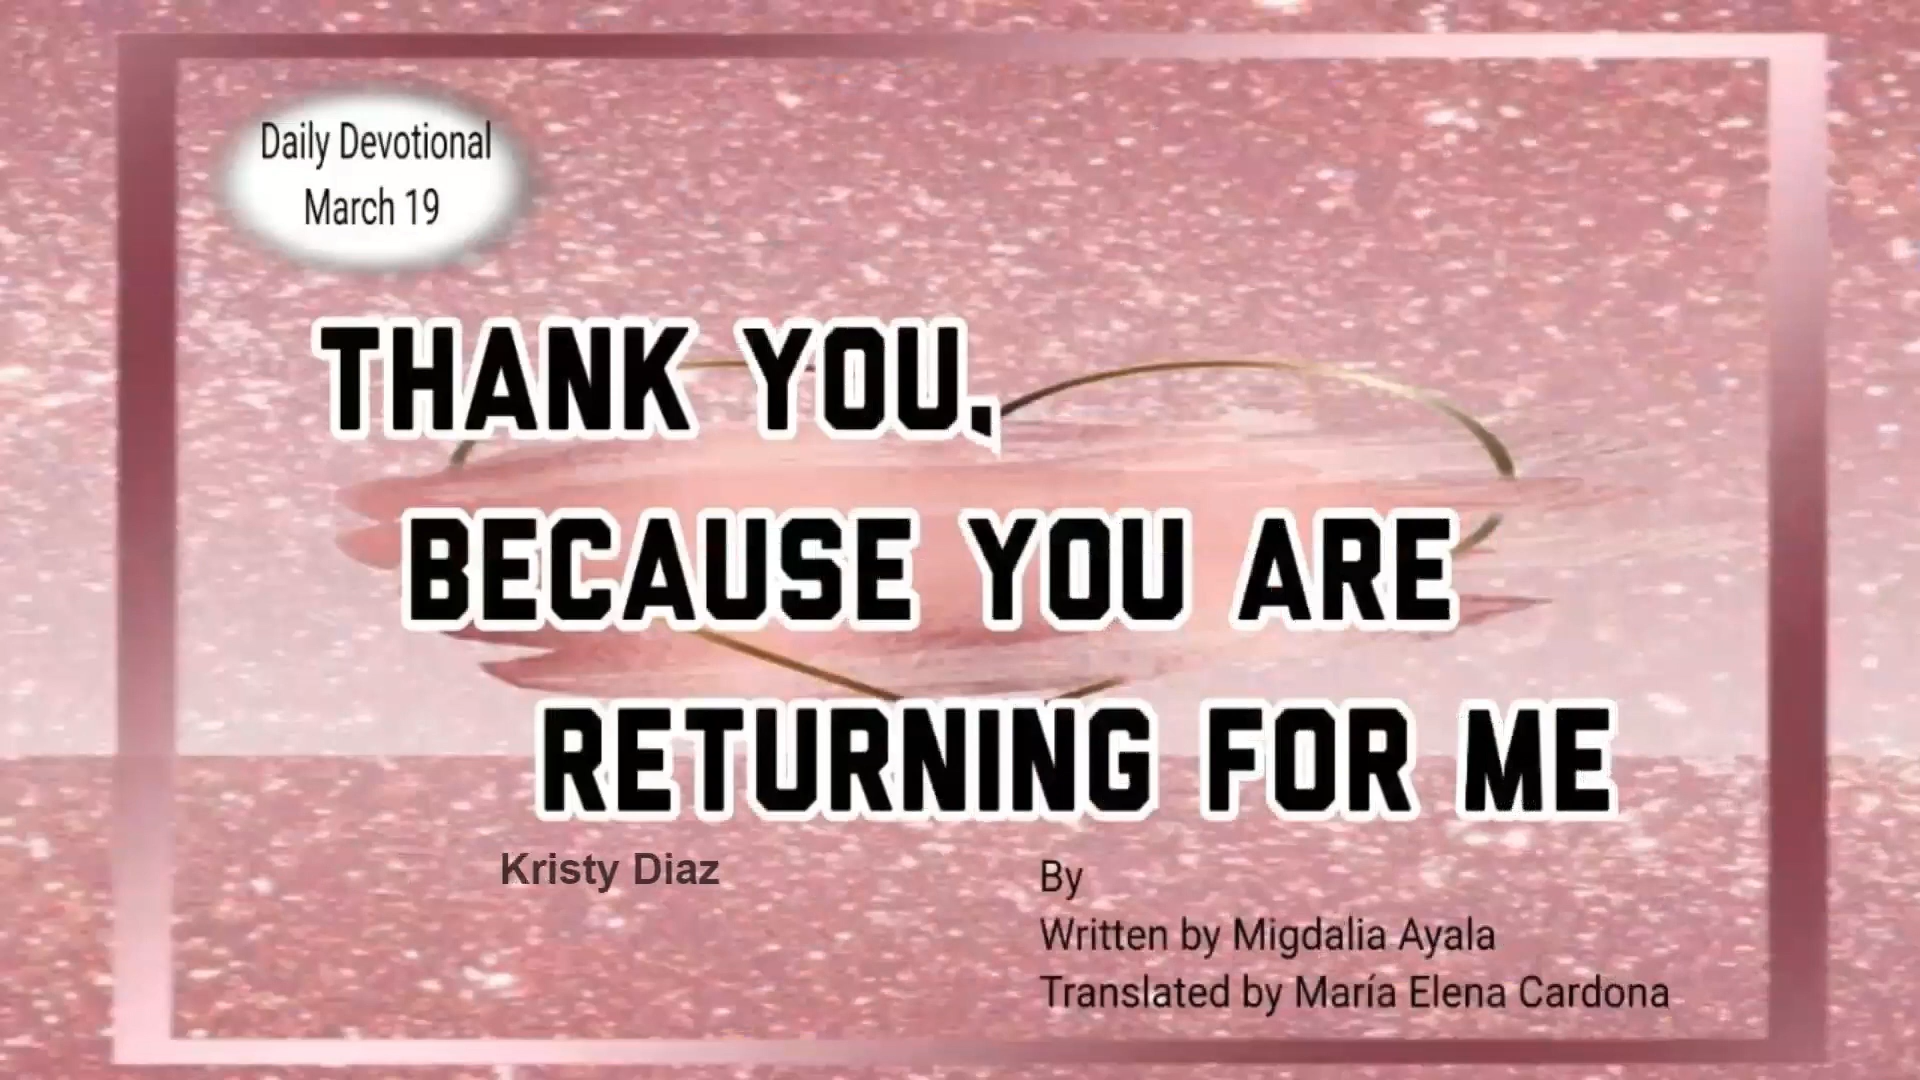 Daily Devotional
March 19
THANK YOU,
BECAUSE YOU ARE
RETURNING FOR ME
Kristy Diaz
By
Written by Migdalia Ayala
Translated by María Elena Cardona